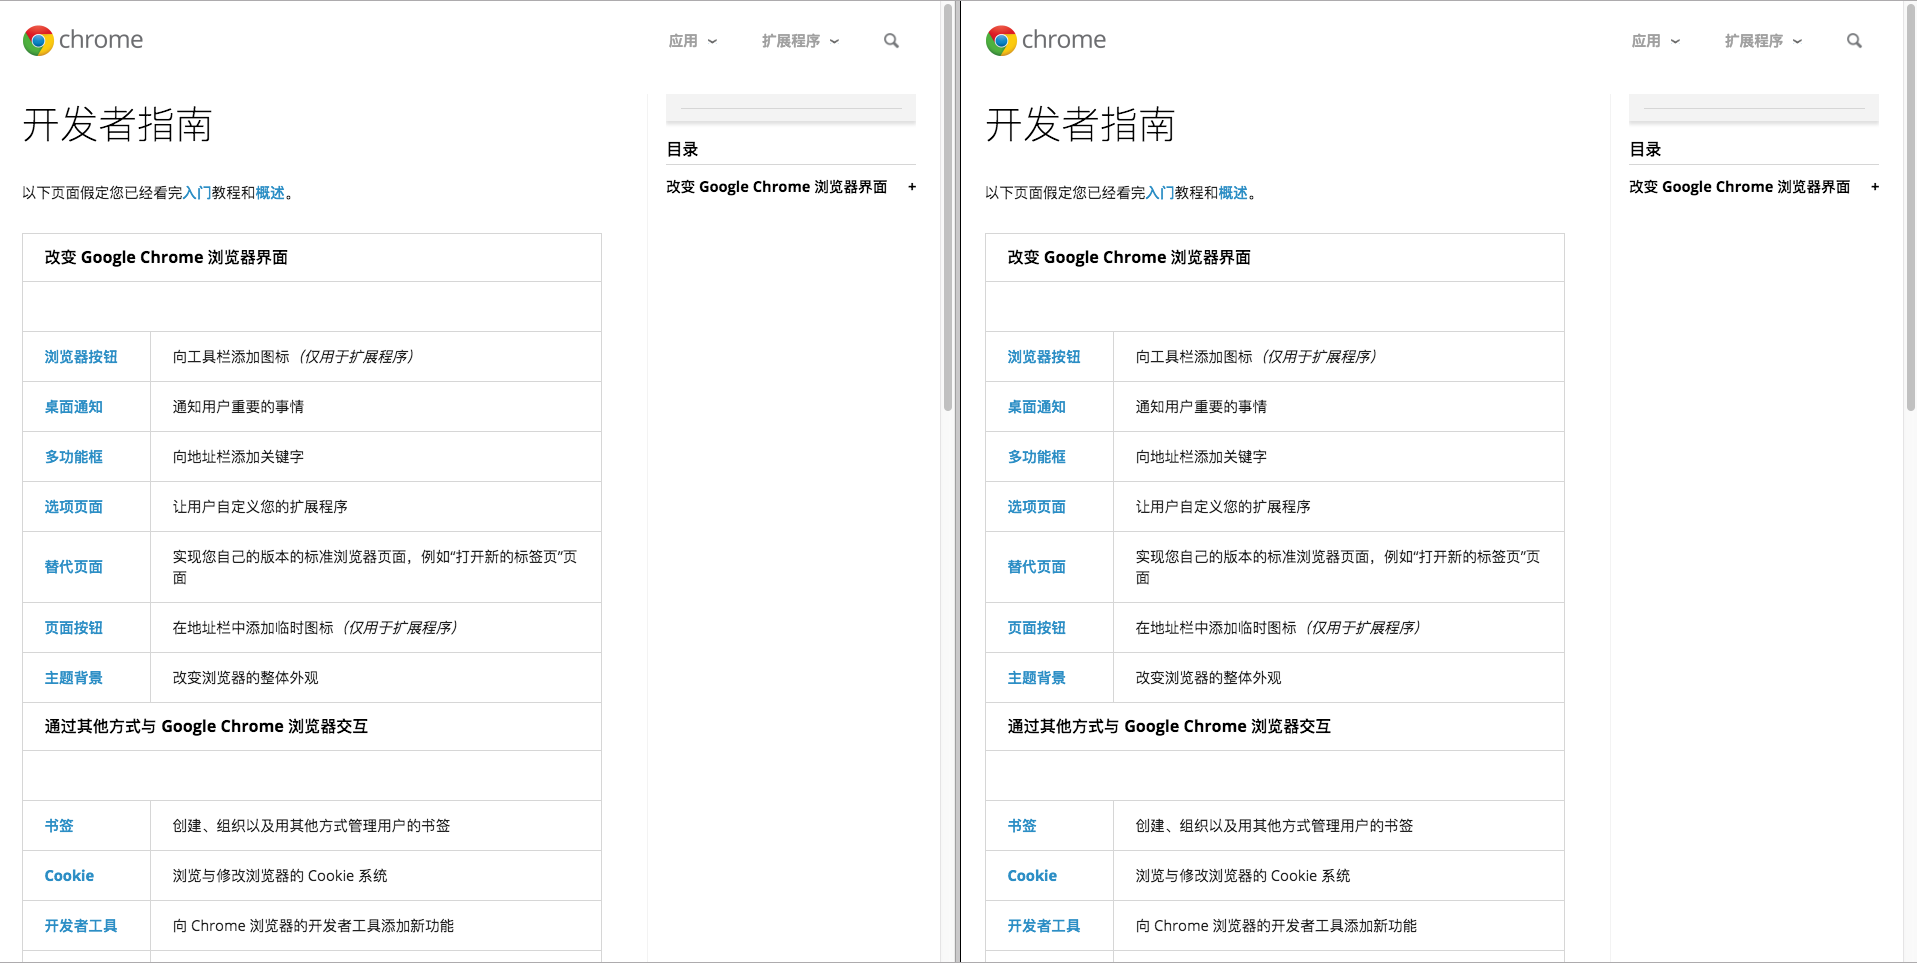 chrome
应用
扩展程序
开发者指南
以下页面假定您已经看完入门教程和概述。
改变 Google Chrome 浏览器界面
浏览器按钮 向工具栏添加图标（仅用于扩展程序）
桌面通知 通知用户重要的事情
多功能框 向地址栏添加关键字
选项页面 让用户自定义您的扩展程序
替代页面 实现您自己的版本的标准浏览器页面，例如“打开新的标签页”页
面
页面按钮 在地址栏中添加临时图标（仅用于扩展程序）
主题背景 改变浏览器的整体外观
通过其他方式与 Google Chrome 浏览器交互
书签 创建、组织以及用其他方式管理用户的书签
Cookie 浏览与修改浏览器的 Cookie 系统
开发者工具 向 Chrome 浏览器的开发者工具添加新功能
目录
改变 Google Chrome 浏览器界面 +
chrome
应用
扩展程序
开发者指南
以下页面假定您已经看完入门教程和概述。
改变 Google Chrome 浏览器界面
浏览器按钮 向工具栏添加图标（仅用于扩展程序）
桌面通知 通知用户重要的事情
多功能框 向地址栏添加关键字
选项页面 让用户自定义您的扩展程序
替代页面 实现您自己的版本的标准浏览器页面，例如“打开新的标签页”页
面
页面按钮 在地址栏中添加临时图标（仅用于扩展程序）
主题背景 改变浏览器的整体外观
通过其他方式与 Google Chrome 浏览器交互
书签 创建、组织以及用其他方式管理用户的书签
Cookie 浏览与修改浏览器的 Cookie 系统
开发者工具 向 Chrome 浏览器的开发者工具添加新功能
目录
改变 Google Chrome 浏览器界面 +